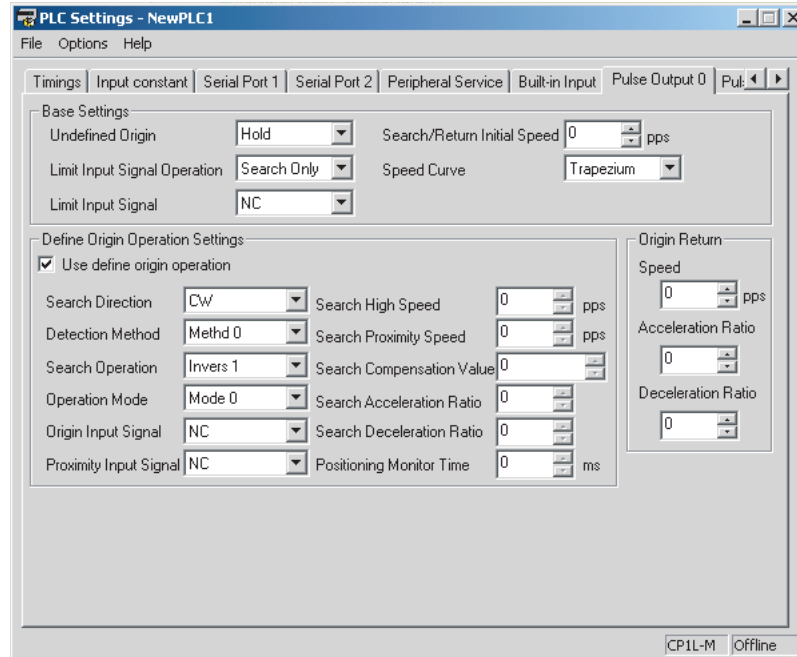 PLC Settings - NewPLC1
File Options Help
Timings Input constant Serial Port 1 Serial Port 2 Peripheral Service Built-in Input Pulse Output 0 Pul
Base Settings
Undefined Origin Hold Search/Return Initial Speed 0 pps
Limit Input Signal Operation Search Only Speed Curve Trapezium
Limit Input Signal NC
Define Origin Operation Settings Origin Return
Use define origin operation Speed
Search Direction CW Search High Speed 0 pps 0 pps
Detection Method Methd 0 Search Proximity Speed 0 pps Acceleration Ratio
Search Operation Invers 1 Search Compensation Value 0 0
Operation Mode Mode 0 Search Acceleration Ratio 0 Deceleration Ratio
Origin Input Signal NC Search Deceleration Ratio 0 0
Proximity Input Signal NC Positioning Monitor Time 0 ms
CP1L-M Offline